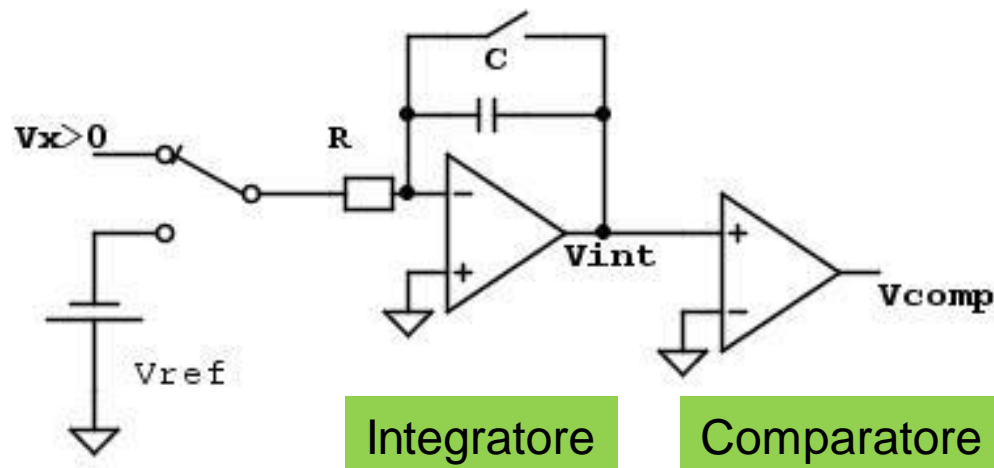 C
Vx>0
R
-
+
Vint
+
-
Vcomp
Vref
Integratore
Comparatore